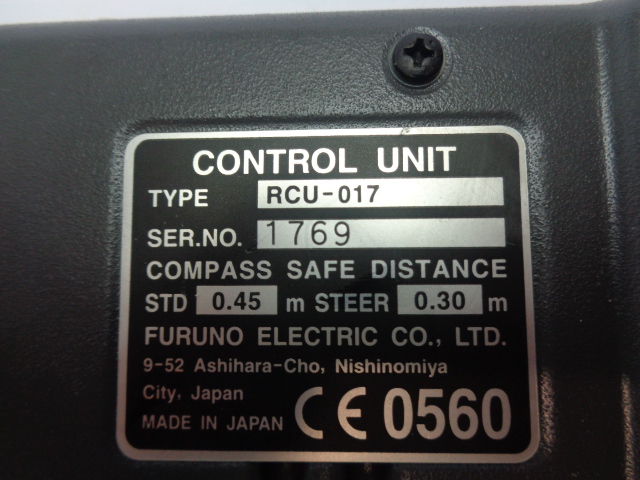 CONTROL UNIT
TYPE RCU-017
SER.NO. 1769
COMPASS SAFE DISTANCE
STD 0.45 m STEER 0.30 m
FURUNO ELECTRIC CO., LTD.
9-52 Ashihara-Cho, Nishinomiya
City, Japan
MADE IN JAPAN CE 0560